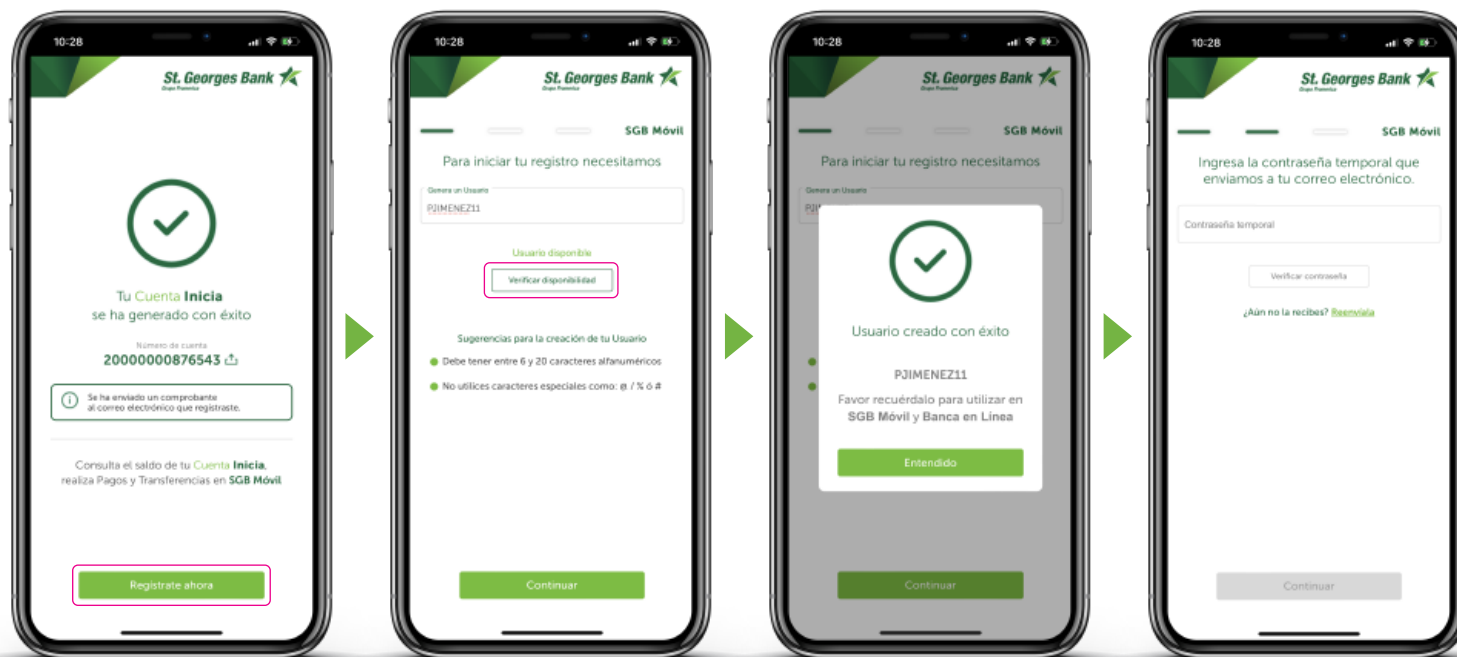 10:28
St. Georges Bank
Grupo Promerica
Tu Cuenta Inicia
se ha generado con éxito
Número de cuenta
20000000876543
Se ha enviado un comprobante
al correo electrónico que registraste.
Consulta el saldo de tu Cuenta Inicia,
realiza Pagos y Transferencias en SGB Móvil
Regístrate ahora
10:28
St. Georges Bank
Grupo Promerica
SGB Móvil
Para iniciar tu registro necesitamos
Genera un Usuario
PJIMENEZ11
Usuario disponible
Verificar disponibilidad
Sugerencias para la creación de tu Usuario
Debe tener entre 6 y 20 caracteres alfanuméricos
No utilices caracteres especiales como: @ / % ó #
Continuar
10:28
St. Georges Bank
Grupo Promerica
SGB Móvil
Para iniciar tu registro necesitamos
Genera un Usuario
Usuario creado con éxito
PJIMENEZ11
Favor recuérdalo para utilizar en
SGB Móvil y Banca en Línea
Entendido
Continuar
10:28
St. Georges Bank
Grupo Promerica
SGB Móvil
Ingresa la contraseña temporal que
enviamos a tu correo electrónico.
Contraseña temporal
Verificar contraseña
¿Aún no la recibes? Reenvíala
Continuar